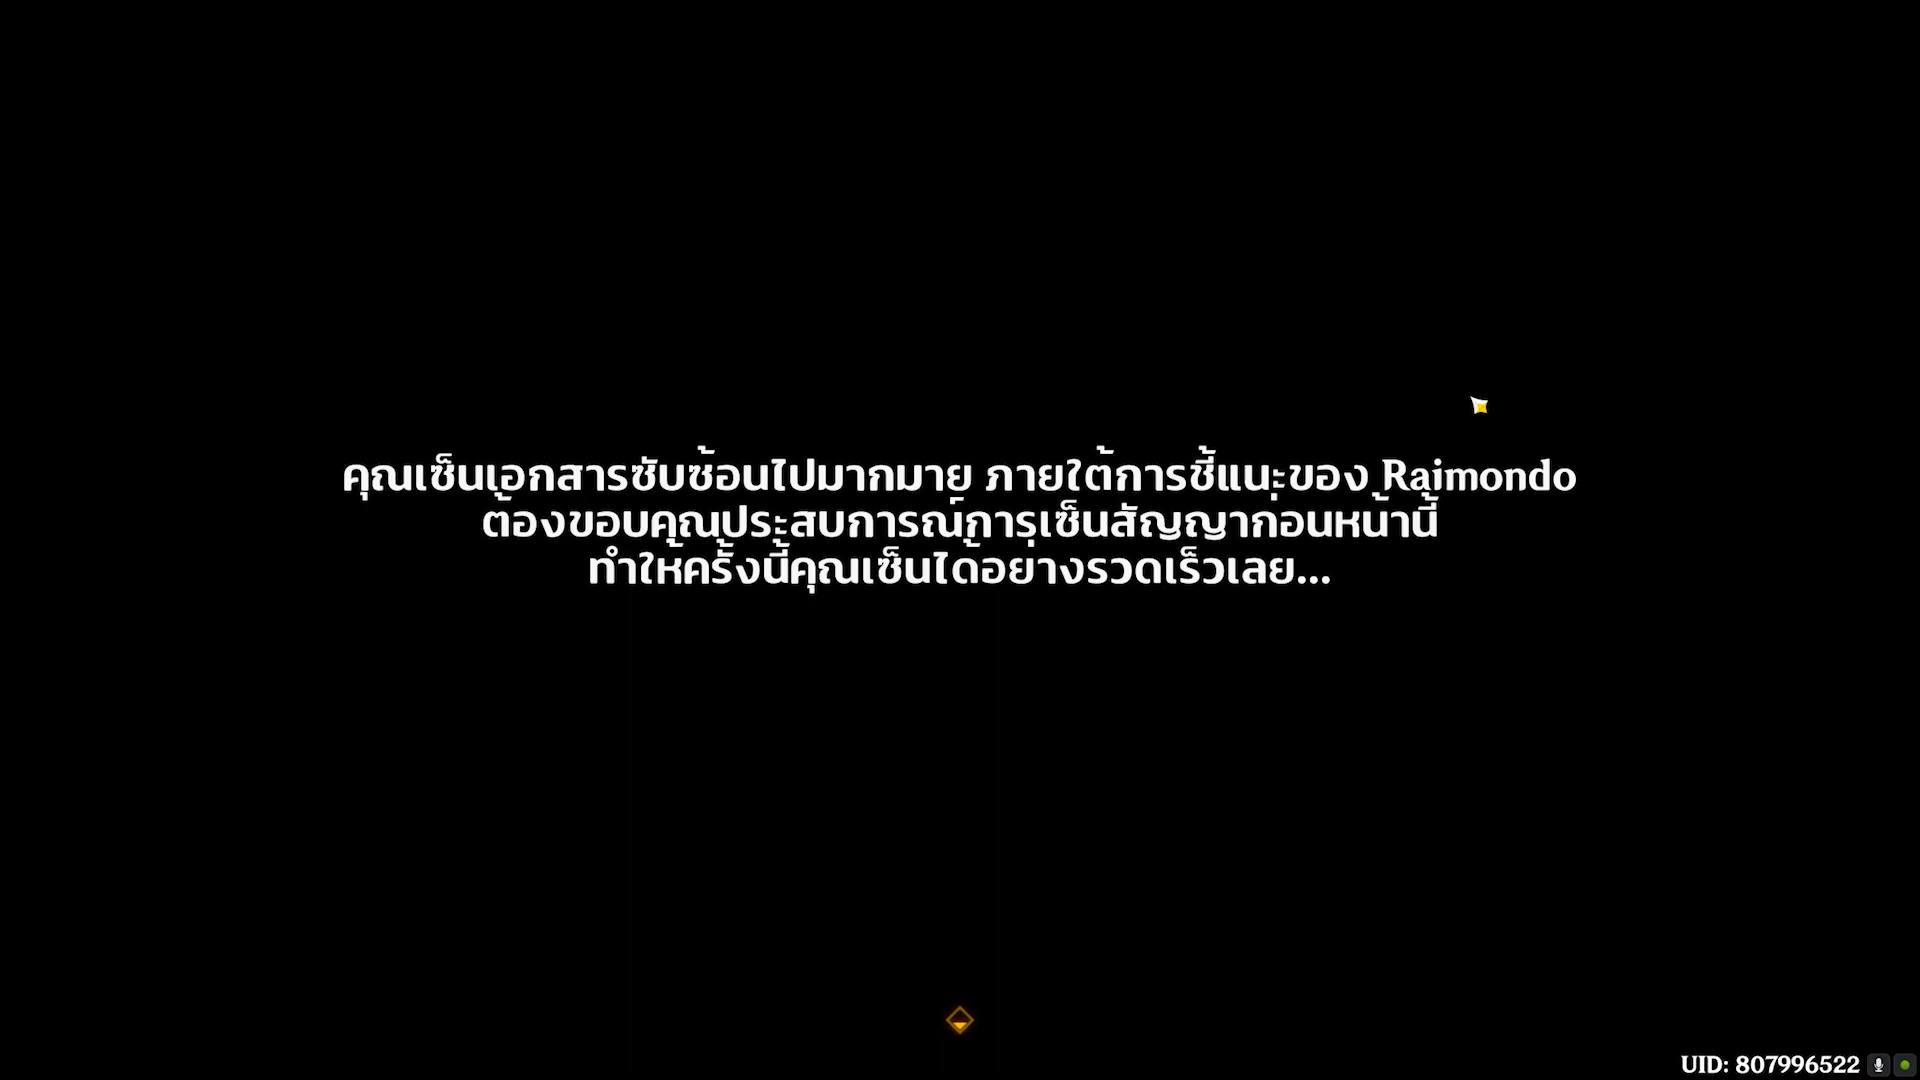 คุณเซ็นเอกสารซับซ้อนไปมากมาย ภายใต้การชี้แนะของ Raimondo
ต้องขอบคุณประสบการณ์การเซ็นสัญญาก่อนหน้านี้
ทำให้ครั้งนี้คุณเซ็นได้อย่างรวดเร็วเลย...
UID: 807996522